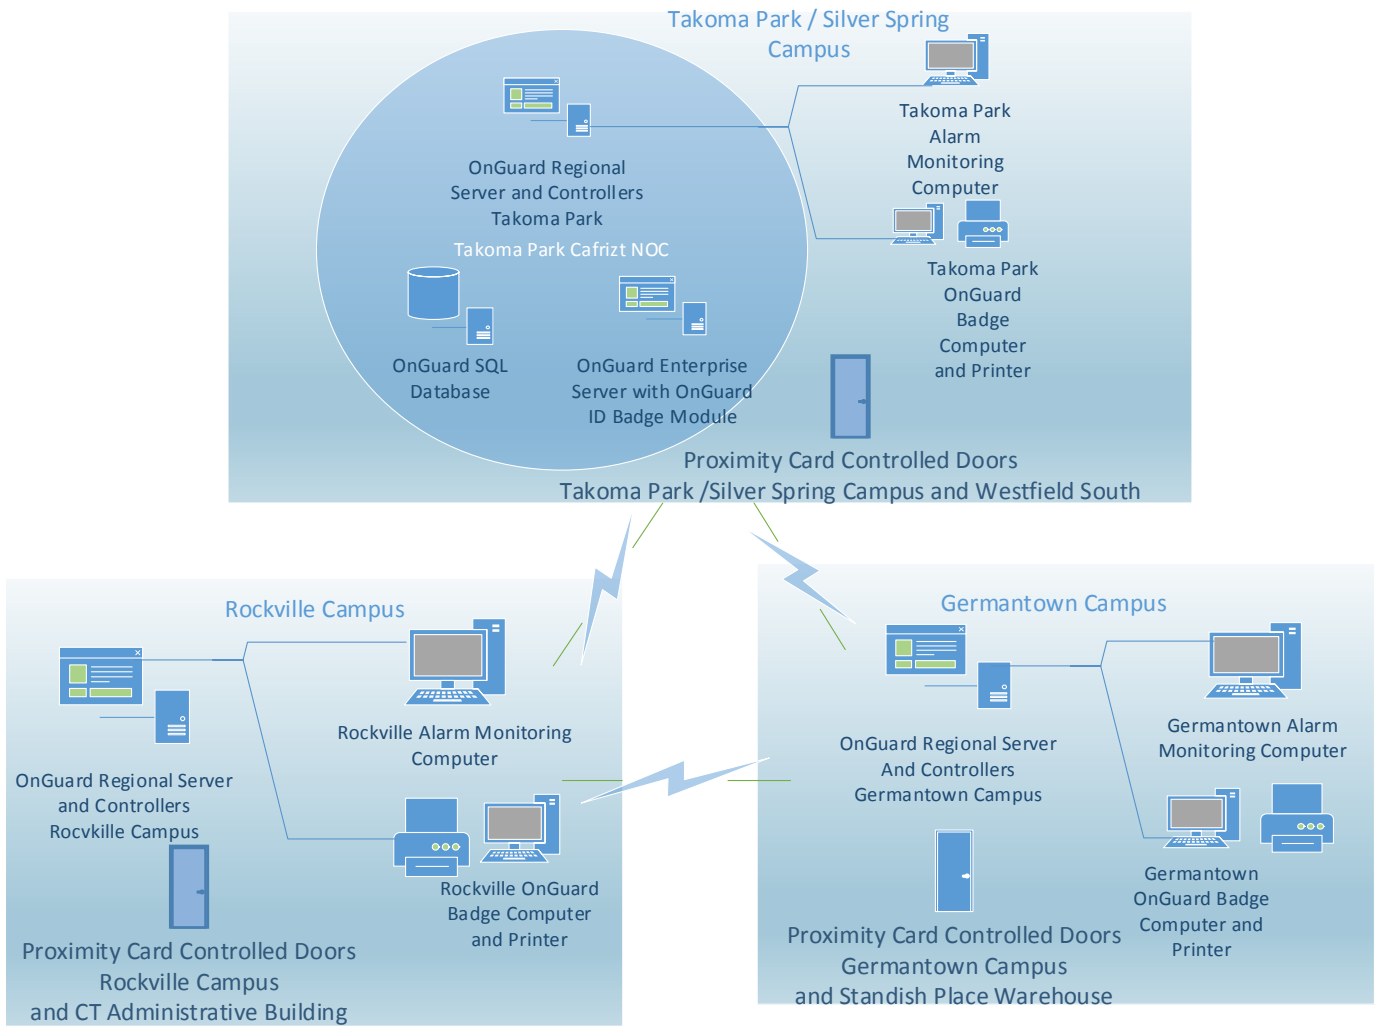 Takoma Park / Silver Spring
Campus
Takoma Park
Alarm
Monitoring
Computer
OnGuard Regional
Server and Controllers
Takoma Park
Takoma Park Cafrizt NOC
Takoma Park
OnGuard
Badge
Computer
and Printer
OnGuard SQL
Database
OnGuard Enterprise
Server with OnGuard
ID Badge Module
Proximity Card Controlled Doors
Takoma Park /Silver Spring Campus and Westfield South
Rockville Campus
Rockville Alarm Monitoring
Computer
OnGuard Regional Server
and Controllers
Rocvkille Campus
Rockville OnGuard
Badge Computer
and Printer
Proximity Card Controlled Doors
Rockville Campus
and CT Administrative Building
Germantown Campus
Germantown Alarm
Monitoring Computer
OnGuard Regional Server
And Controllers
Germantown Campus
Germantown
OnGuard Badge
Computer and
Printer
Proximity Card Controlled Doors
Germantown Campus
and Standish Place Warehouse